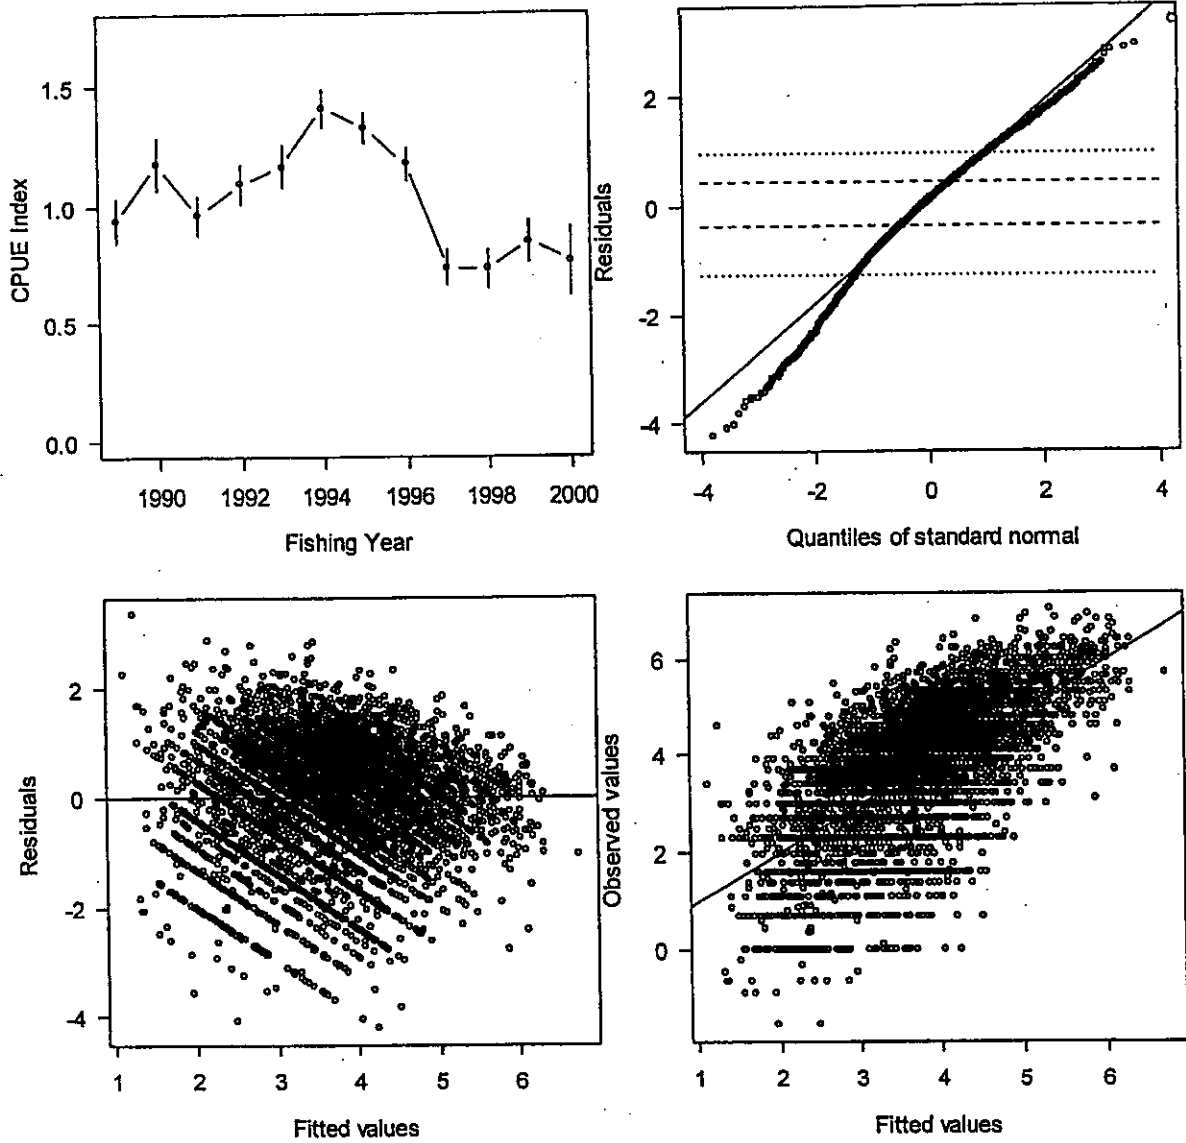 1.5
1.0
0.5
0.0
CPUE Index
1990 1992 1994 1996 1998 2000
Fishing Year
2
0
-2
-4
Residuals
-4 -2 0 2 4
Quantiles of standard normal
2
0
-2
-4
Residuals
1 2 3 4 5 6
Fitted values
6
4
2
0
Observed values
1 2 3 4 5 6
Fitted values